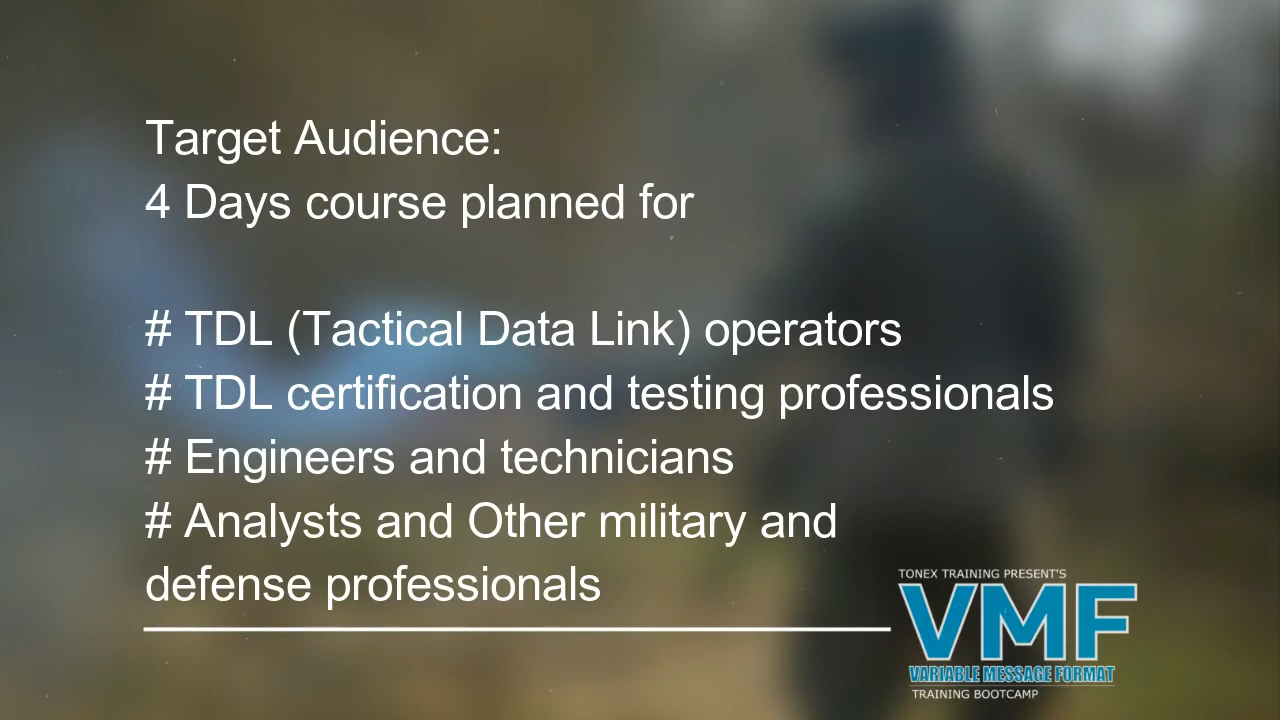 Target Audience:
4 Days course planned for
# TDL (Tactical Data Link) operators
# TDL certification and testing professionals
# Engineers and technicians
# Analysts and Other military and
defense professionals
TONEX TRAINING PRESENT'S
VMF
VARIABLE MESSAGE FORMAT
TRAINING BOOTCAMP